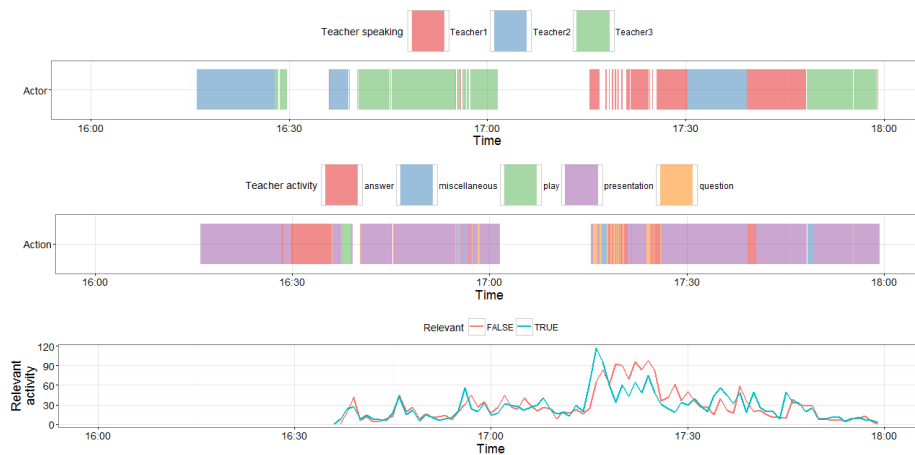 Teacher speaking Teacher1 Teacher2 Teacher3
Actor
16:00 16:30 17:00 17:30 18:00
Time
Teacher activity answer miscellaneous play presentation question
Action
16:00 16:30 17:00 17:30 18:00
Time
Relevant FALSE TRUE
Relevant
activity
120
90
60
30
0
16:00 16:30 17:00 17:30 18:00
Time